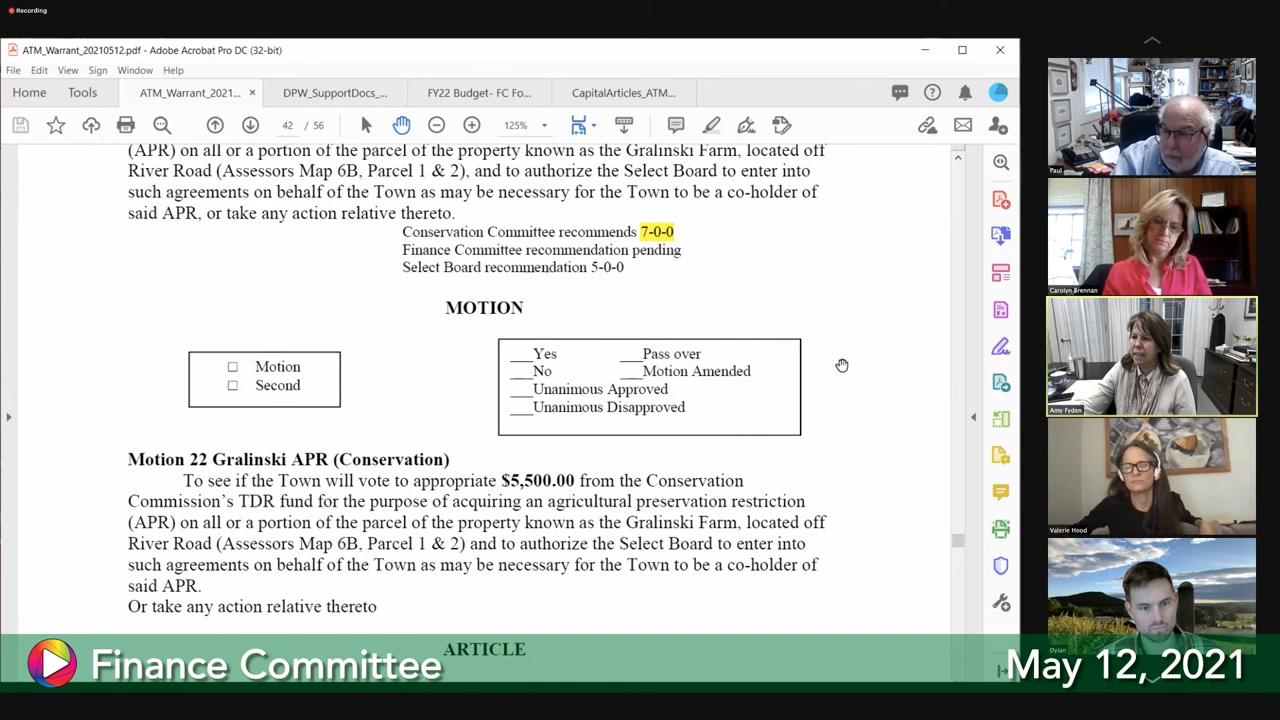 Recording
ATM_Warrant_20210512.pdf - Adobe Acrobat Pro DC (32-bit)
File Edit View Sign Window Help
Home Tools ATM_Warrant_2021... × DPW_SupportDocs_... FY22 Budget- FC Fo... CapitalArticles_ATM...
42 / 56 125%
(APR) on all or a portion of the parcel of the property known as the Gralinski Farm, located off
River Road (Assessors Map 6B, Parcel 1 & 2), and to authorize the Select Board to enter into
such agreements on behalf of the Town as may be necessary for the Town to be a co-holder of
said APR, or take any action relative thereto.
Conservation Committee recommends 7-0-0
Finance Committee recommendation pending
Select Board recommendation 5-0-0
MOTION
☐ Motion
☐ Second
___Yes ___Pass over
___No ___Motion Amended
___Unanimous Approved
___Unanimous Disapproved
Motion 22 Gralinski APR (Conservation)
To see if the Town will vote to appropriate $5,500.00 from the Conservation
Commission's TDR fund for the purpose of acquiring an agricultural preservation restriction
(APR) on all or a portion of the parcel of the property known as the Gralinski Farm, located off
River Road (Assessors Map 6B, Parcel 1 & 2) and to authorize the Select Board to enter into
such agreements on behalf of the Town as may be necessary for the Town to be a co-holder of
said APR.
Or take any action relative thereto
ARTICLE
Paul
Carolyn Brennan
Amy Fyden
Valerie Hood
Dylan
Finance Committee
May 12, 2021